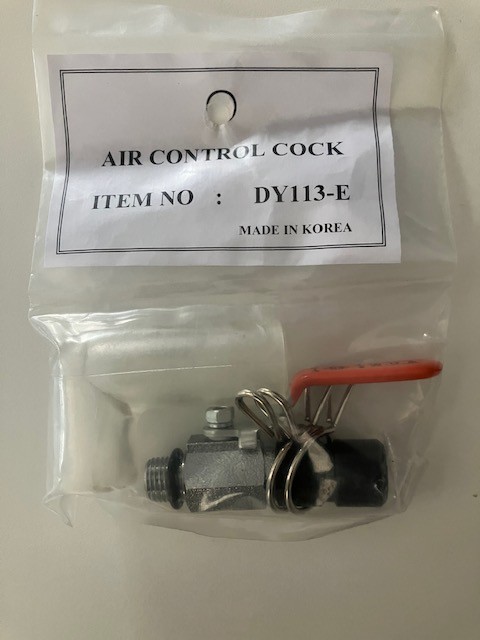 AIR CONTROL COCK
ITEM NO : DY113-E
MADE IN KOREA